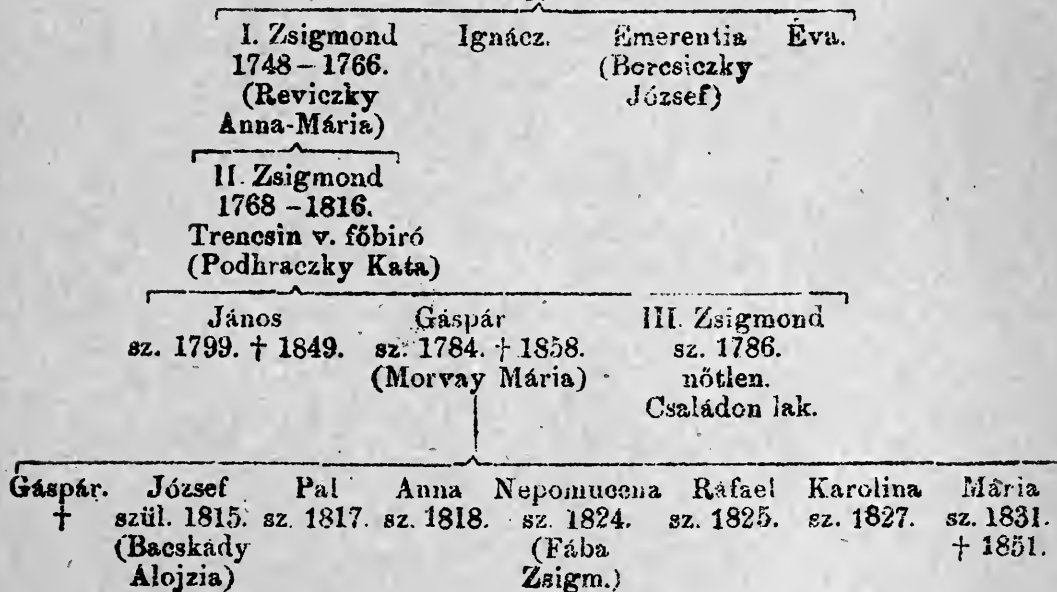 I. Zsigmond Ignácz. Emerentia Éva.
1748–1766. (Borcsiczky
(Reviczky József)
Anna-Mária)
II. Zsigmond
1768–1816.
Trencsin v. főbiró
(Podhraczky Kata)
János Gáspár III. Zsigmond
sz. 1799. † 1849. sz. 1784. † 1858. sz. 1786.
(Morvay Mária) nőtlen.
Családon lak.
Gáspár. József Pál Anna Nepomucena Ráfael Karolina Mária
† szül. 1815. sz. 1817. sz. 1818. sz. 1824. sz. 1825. sz. 1827. sz. 1831.
(Bacskády (Fába † 1851.
Alojzia) Zsigm.)